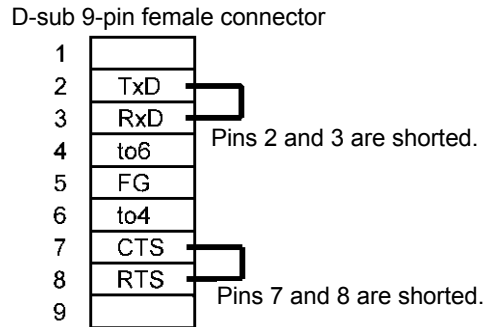 D-sub 9-pin female connector
1
2 TxD
3 RxD
Pins 2 and 3 are shorted.
4 to6
5 FG
6 to4
7 CTS
8 RTS
Pins 7 and 8 are shorted.
9